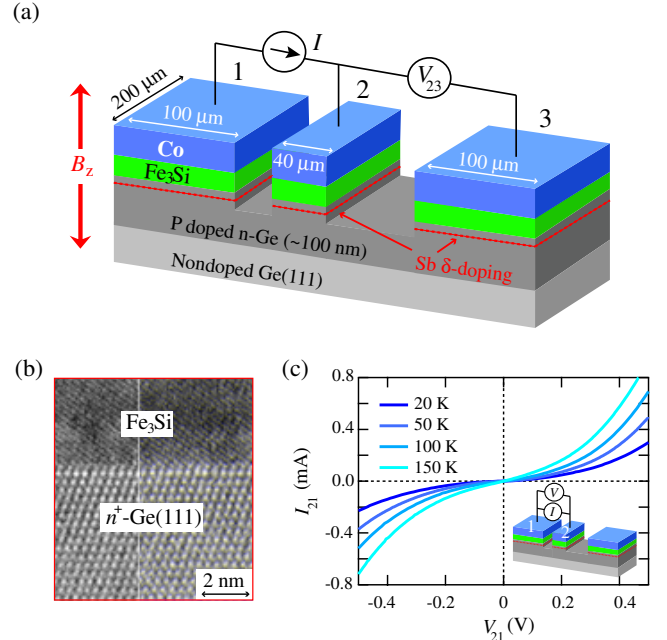 (a)
I
1
2
V23
3
200 μm
100 μm
40 μm
100 μm
Bz
Co
Fe3Si
P doped n-Ge (~100 nm)
Sb δ-doping
Nondoped Ge(111)
(b)
Fe3Si
n+-Ge(111)
2 nm
(c)
0.8
0.4
0.0
-0.4
-0.8
I21 (mA)
20 K
50 K
100 K
150 K
V
I
1
2
-0.4 -0.2 0 0.2 0.4
V21 (V)